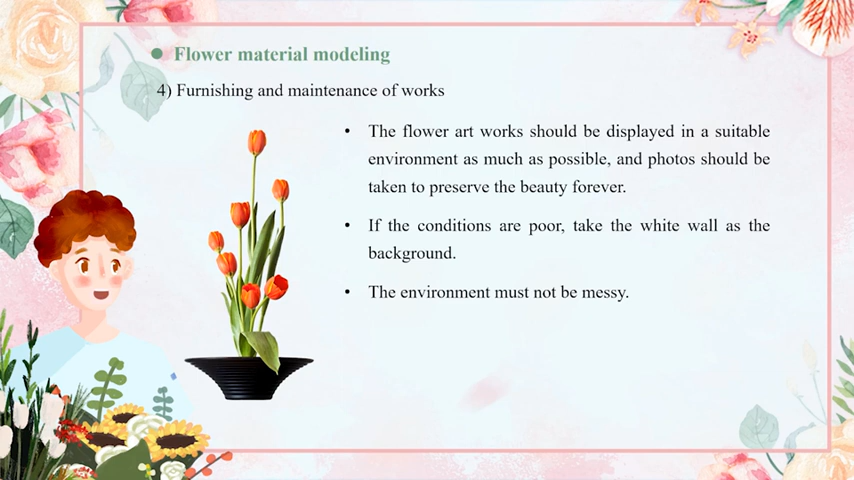 ● Flower material modeling
4) Furnishing and maintenance of works
• The flower art works should be displayed in a suitable
environment as much as possible, and photos should be
taken to preserve the beauty forever.
• If the conditions are poor, take the white wall as the
background.
• The environment must not be messy.